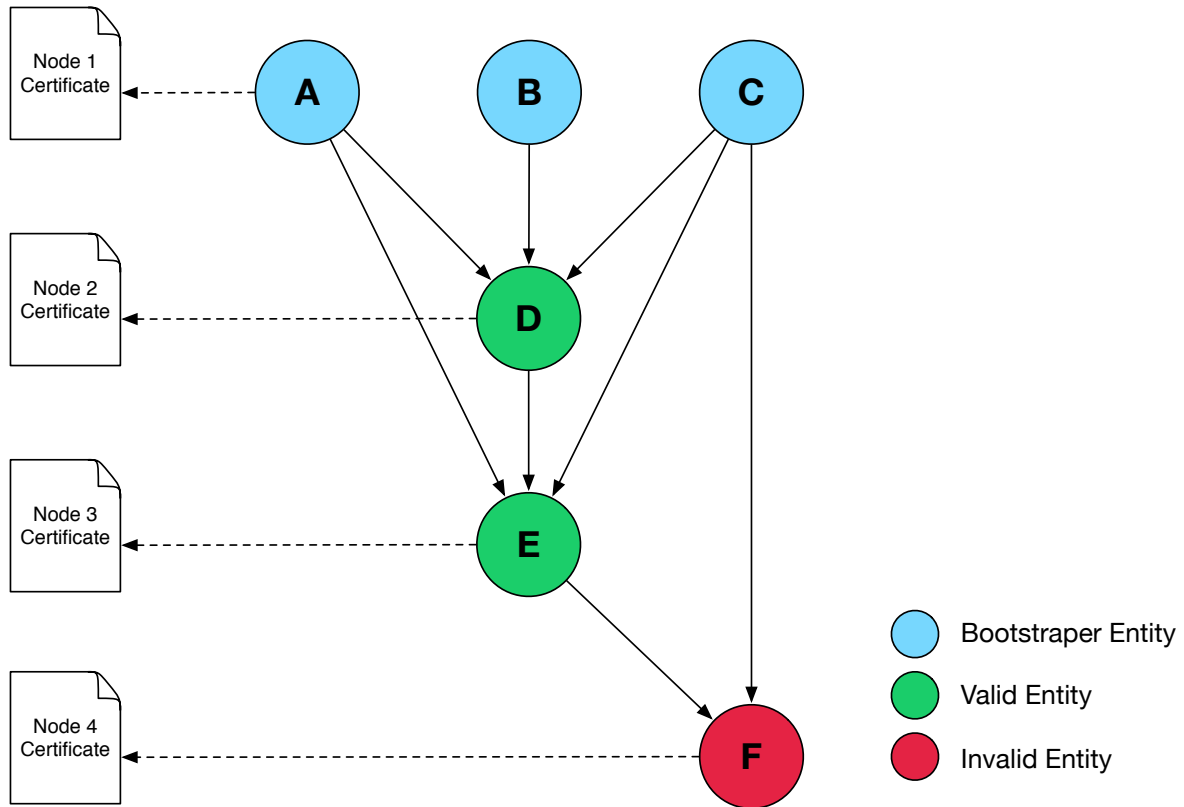 Node 1
Certificate
A
B
C
Node 2
Certificate
D
Node 3
Certificate
E
Bootstraper Entity
Valid Entity
Node 4
Certificate
F
Invalid Entity